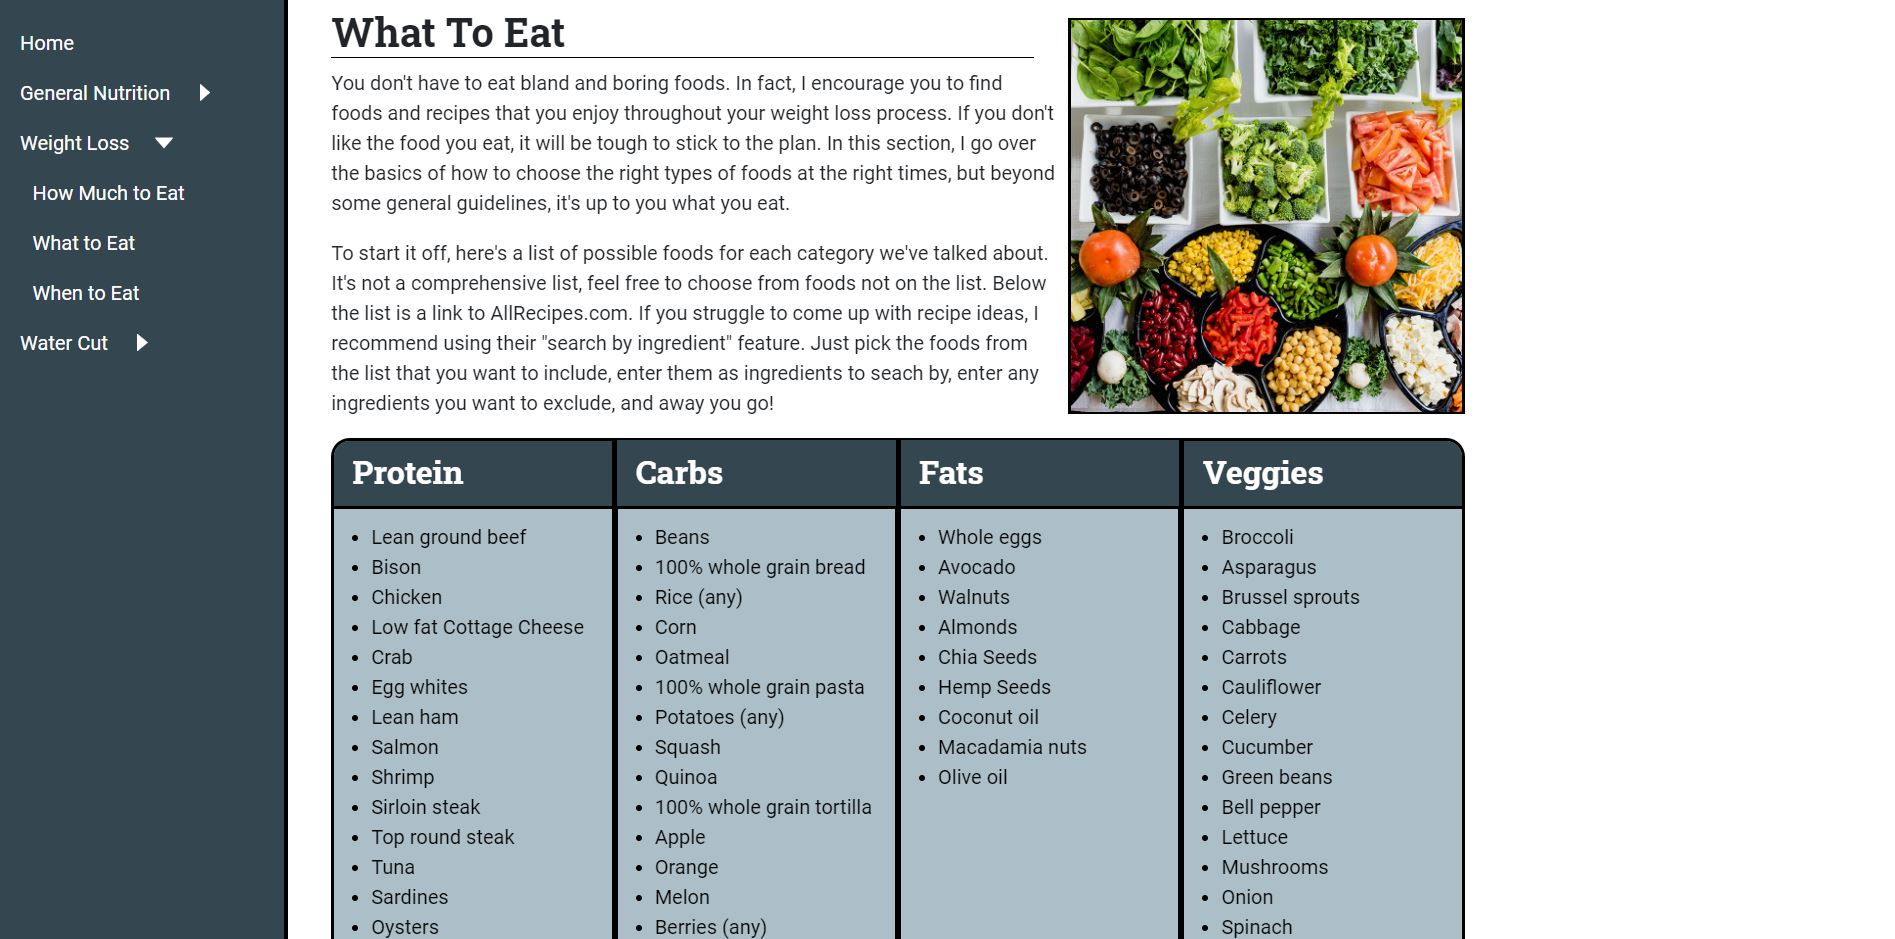 Home
General Nutrition
Weight Loss
How Much to Eat
What to Eat
When to Eat
Water Cut
What To Eat
You don't have to eat bland and boring foods. In fact, I encourage you to find
foods and recipes that you enjoy throughout your weight loss process. If you don't
like the food you eat, it will be tough to stick to the plan. In this section, I go over
the basics of how to choose the right types of foods at the right times, but beyond
some general guidelines, it's up to you what you eat.
To start it off, here's a list of possible foods for each category we've talked about.
It's not a comprehensive list, feel free to choose from foods not on the list. Below
the list is a link to AllRecipes.com. If you struggle to come up with recipe ideas, I
recommend using their "search by ingredient" feature. Just pick the foods from
the list that you want to include, enter them as ingredients to seach by, enter any
ingredients you want to exclude, and away you go!
Protein
Lean ground beef
Bison
Chicken
Low fat Cottage Cheese
Crab
Egg whites
Lean ham
Salmon
Shrimp
Sirloin steak
Top round steak
Tuna
Sardines
Oysters
Carbs
Beans
100% whole grain bread
Rice (any)
Corn
Oatmeal
100% whole grain pasta
Potatoes (any)
Squash
Quinoa
100% whole grain tortilla
Apple
Orange
Melon
Berries (any)
Fats
Whole eggs
Avocado
Walnuts
Almonds
Chia Seeds
Hemp Seeds
Coconut oil
Macadamia nuts
Olive oil
Veggies
Broccoli
Asparagus
Brussel sprouts
Cabbage
Carrots
Cauliflower
Celery
Cucumber
Green beans
Bell pepper
Lettuce
Mushrooms
Onion
Spinach